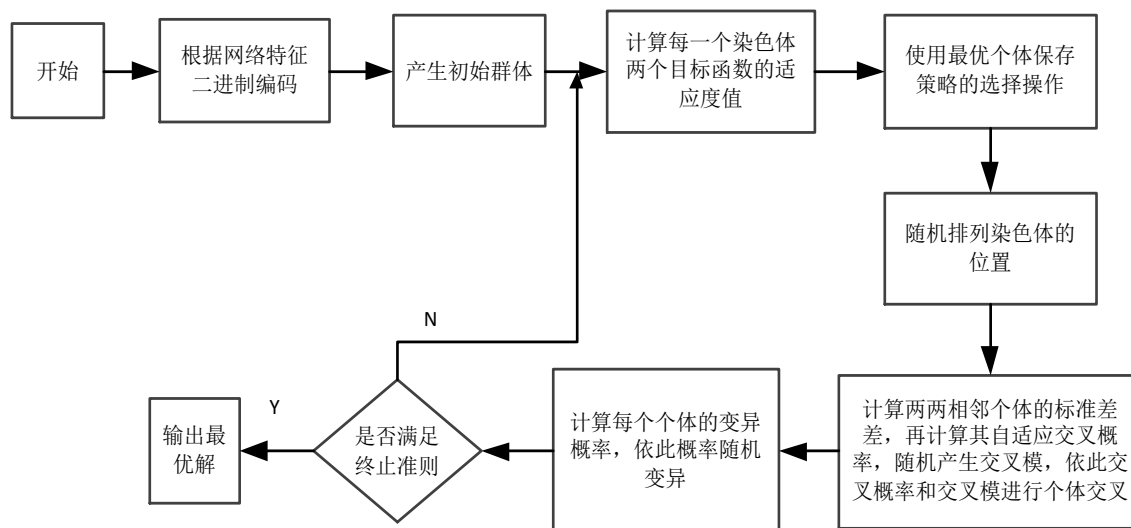 开始
根据网络特征
二进制编码
产生初始群体
计算每一个染色体
两个目标函数的适
应度值
使用最优个体保存
策略的选择操作
随机排列染色体的
位置
计算两两相邻个体的标准差
差，再计算其自适应交叉概
率，随机产生交叉模，依此交
叉概率和交叉模进行个体交叉
计算每个个体的变异
概率，依此概率随机
变异
是否满足
终止准则
N
Y
输出最
优解